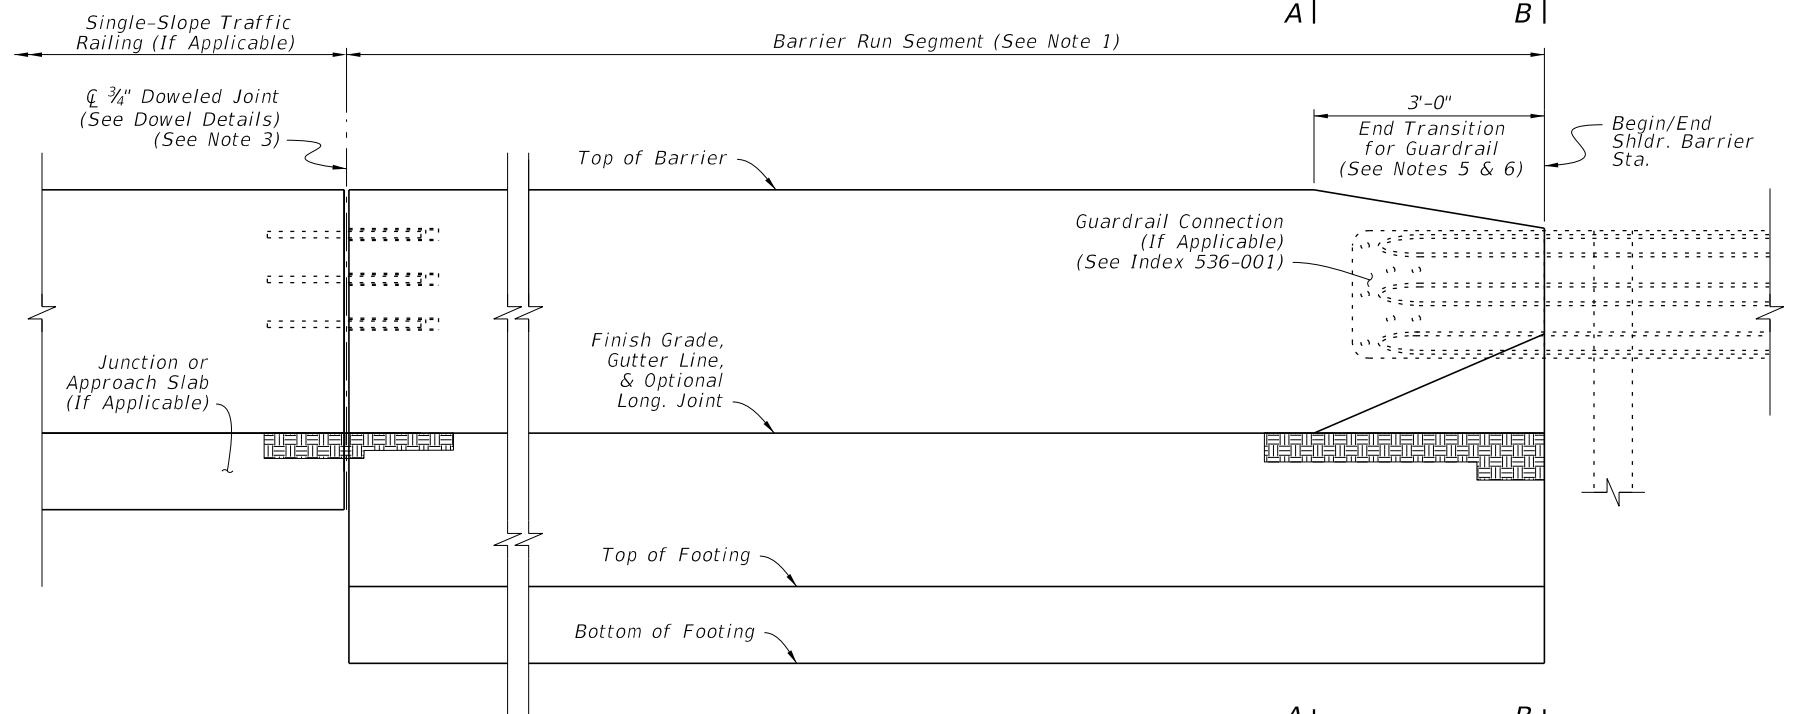 Single-Slope Traffic
Railing (If Applicable)
A
B
Barrier Run Segment (See Note 1)
℄ ¾" Doweled Joint
(See Dowel Details)
(See Note 3)
3'-0"
End Transition
for Guardrail
(See Notes 5 & 6)
Begin/End
Shldr. Barrier
Sta.
Top of Barrier
Guardrail Connection
(If Applicable)
(See Index 536-001)
Finish Grade,
Gutter Line,
& Optional
Long. Joint
Junction or
Approach Slab
(If Applicable)
Top of Footing
Bottom of Footing
A
B